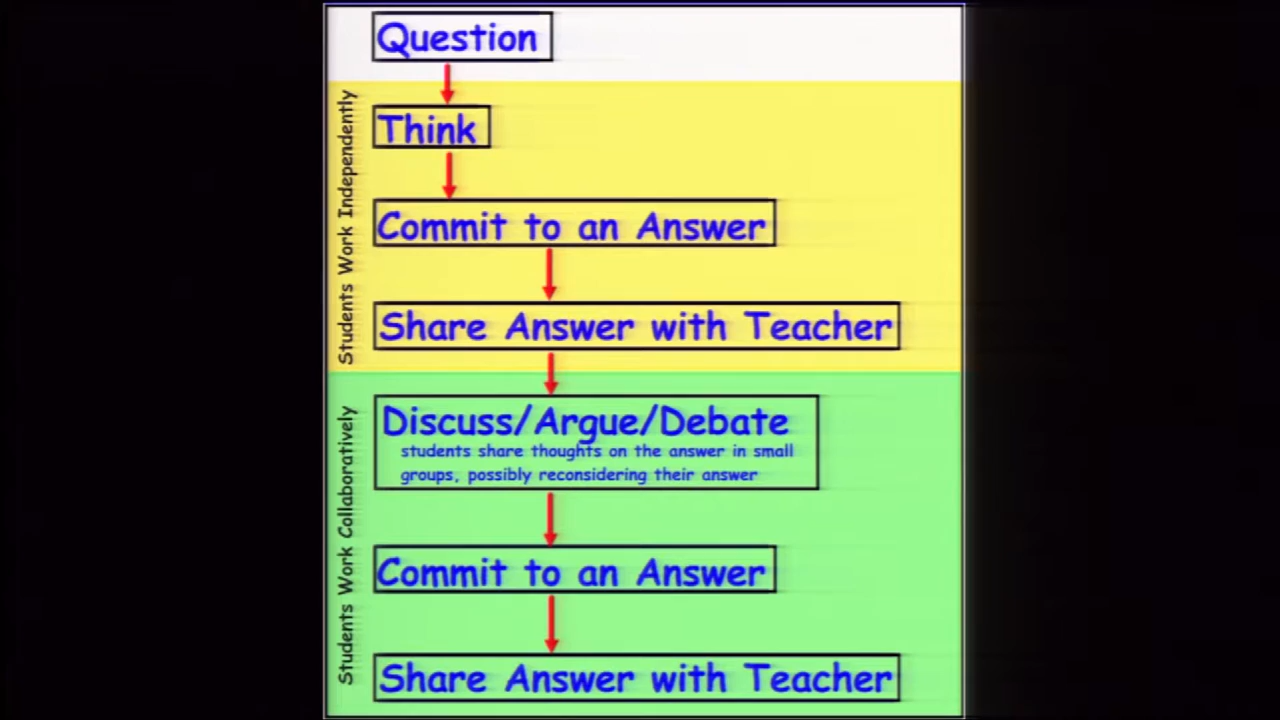 Question
Students Work Independently
Think
Commit to an Answer
Share Answer with Teacher
Students Work Collaboratively
Discuss/Argue/Debate
students share thoughts on the answer in small
groups, possibly reconsidering their answer
Commit to an Answer
Share Answer with Teacher